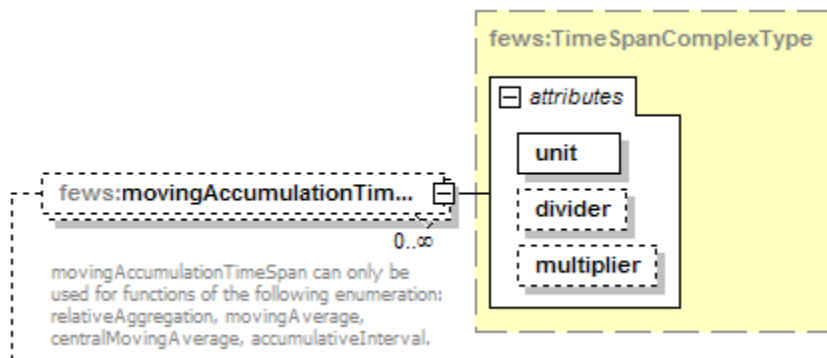 fews:TimeSpanComplexType
attributes
unit
fews:movingAccumulationTim...
divider
multiplier
0..∞
movingAccumulationTimeSpan can only be
used for functions of the following enumeration:
relativeAggregation, movingAverage,
centralMovingAverage, accumulativeInterval.